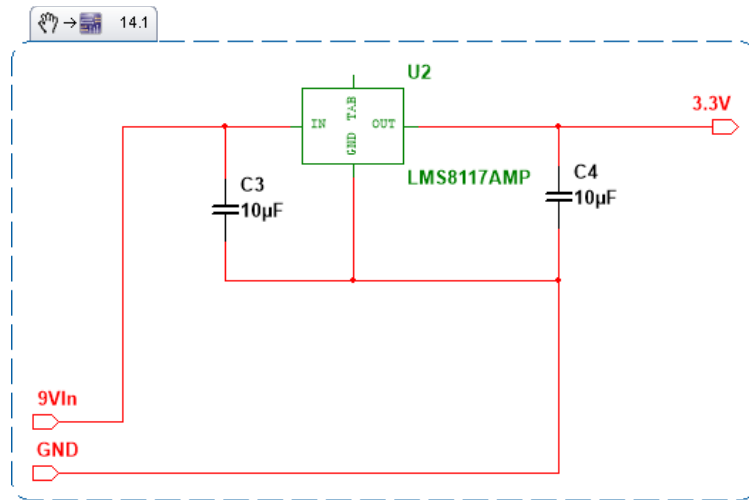 14.1
U2
3.3V
IN
TAB
GND
OUT
LMS8117AMP
C3
10µF
C4
10µF
9VIn
GND